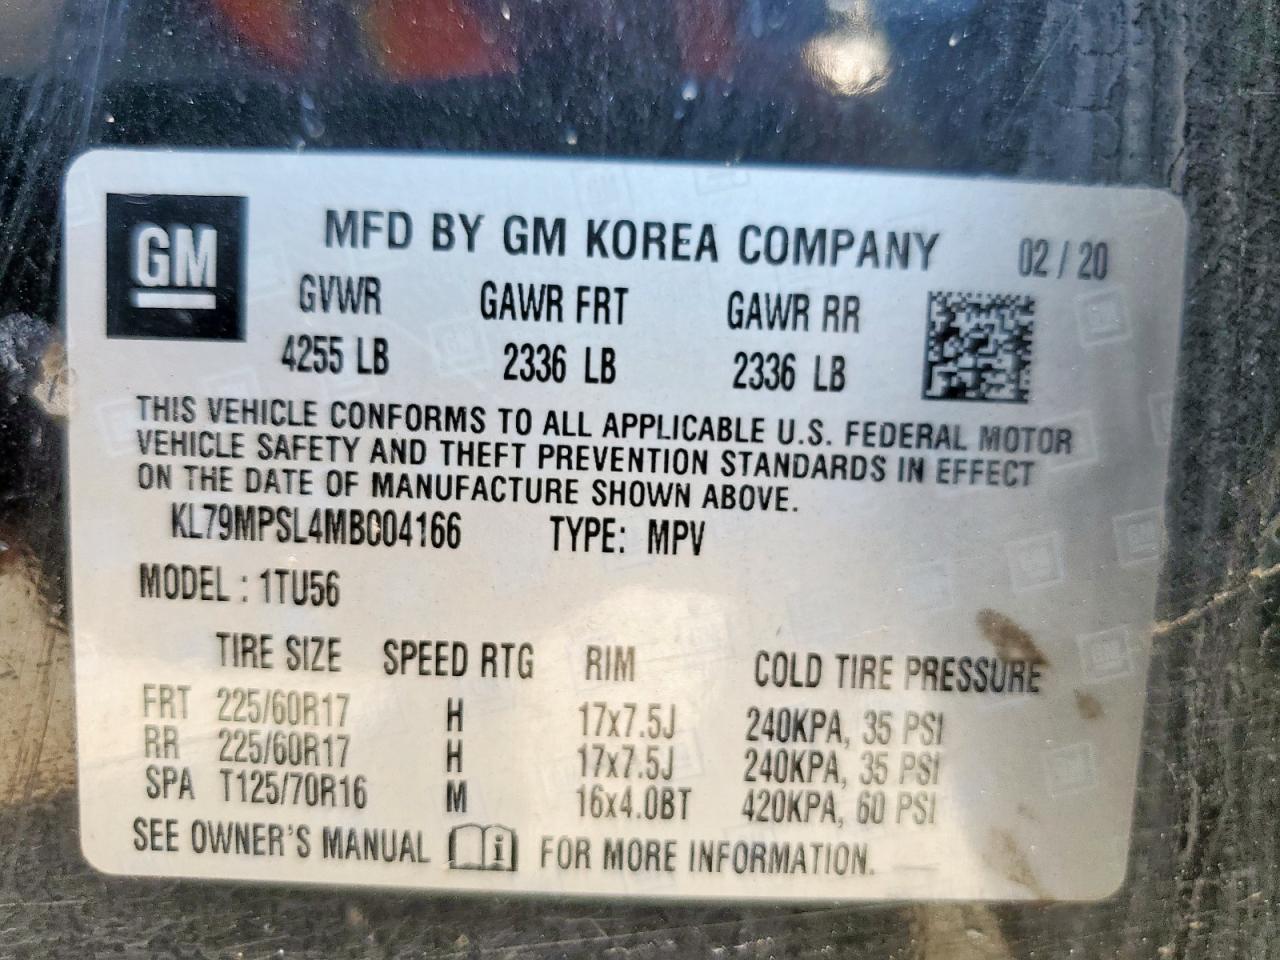 GM
MFD BY GM KOREA COMPANY 02 / 20
GVWR GAWR FRT GAWR RR
4255 LB 2336 LB 2336 LB
THIS VEHICLE CONFORMS TO ALL APPLICABLE U.S. FEDERAL MOTOR
VEHICLE SAFETY AND THEFT PREVENTION STANDARDS IN EFFECT
ON THE DATE OF MANUFACTURE SHOWN ABOVE.
KL79MPSL4MB004166 TYPE: MPV
MODEL : 1TU56
TIRE SIZE SPEED RTG RIM COLD TIRE PRESSURE
FRT 225/60R17 H 17x7.5J 240KPA, 35 PSI
RR 225/60R17 H 17x7.5J 240KPA, 35 PSI
SPA T125/70R16 M 16x4.0BT 420KPA, 60 PSI
SEE OWNER'S MANUAL i FOR MORE INFORMATION.